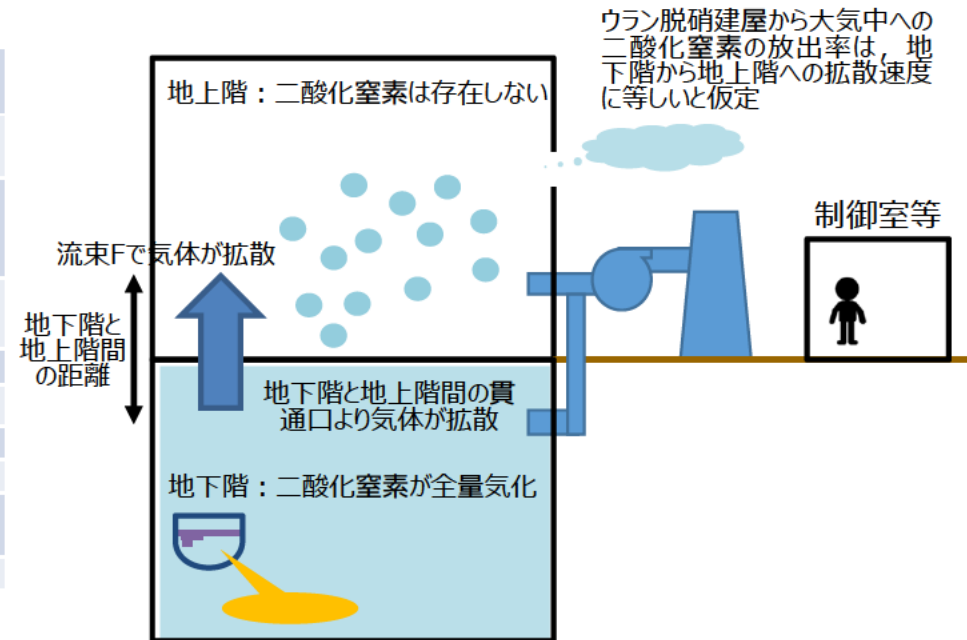 ウラン脱硝建屋から大気中への
二酸化窒素の放出率は，地
下階から地上階への拡散速度
に等しいと仮定
地上階：二酸化窒素は存在しない
制御室等
流束Fで気体が拡散
地下階と
地上階間
の距離
地下階と地上階間の貫
通口より気体が拡散
地下階：二酸化窒素が全量気化